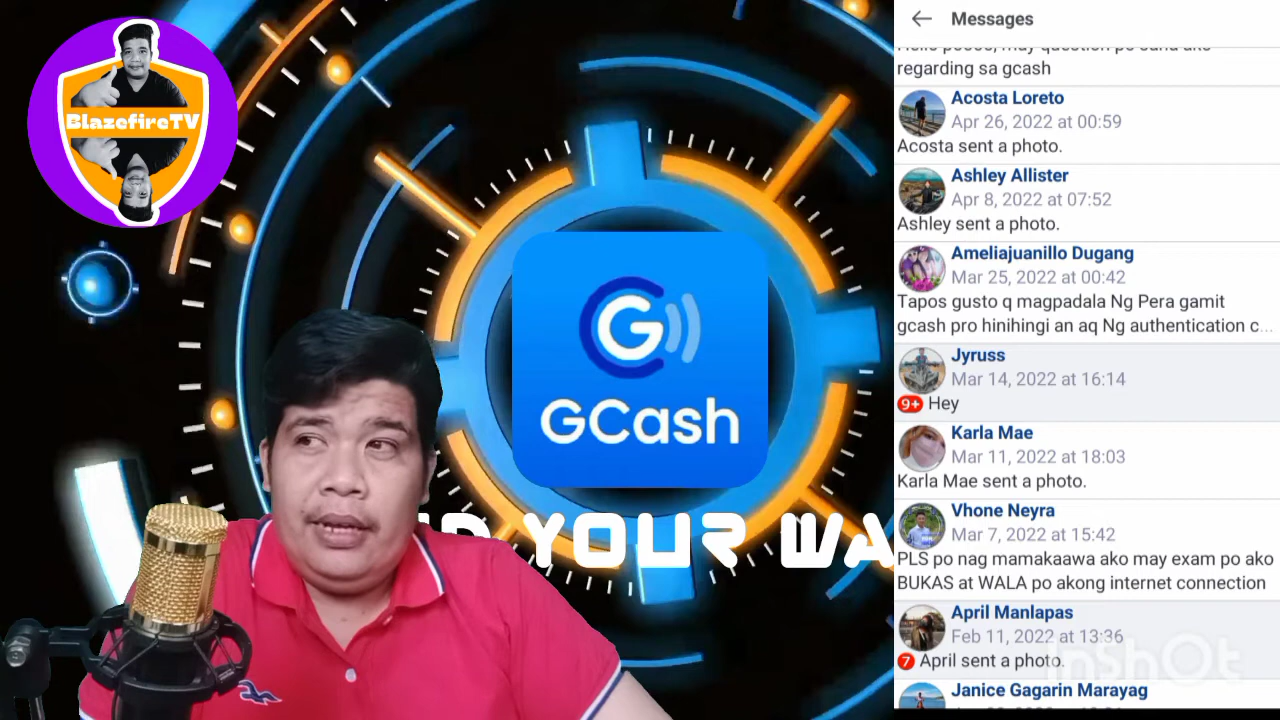 BlazefireTV
GCash
YOUR WA
Messages
regarding sa gcash
Acosta Loreto
Apr 26, 2022 at 00:59
Acosta sent a photo.
Ashley Allister
Apr 8, 2022 at 07:52
Ashley sent a photo.
Ameliajuanillo Dugang
Mar 25, 2022 at 00:42
Tapos gusto q magpadala Ng Pera gamit
gcash pro hinihingi an aq Ng authentication c...
Jyruss
Mar 14, 2022 at 16:14
9+ Hey
Karla Mae
Mar 11, 2022 at 18:03
Karla Mae sent a photo.
Vhone Neyra
Mar 7, 2022 at 15:42
PLS po nag mamakaawa ako may exam po ako
BUKAS at WALA po akong internet connection
April Manlapas
Feb 11, 2022 at 13:36
7 April sent a photo.
InShOt
Janice Gagarin Marayag